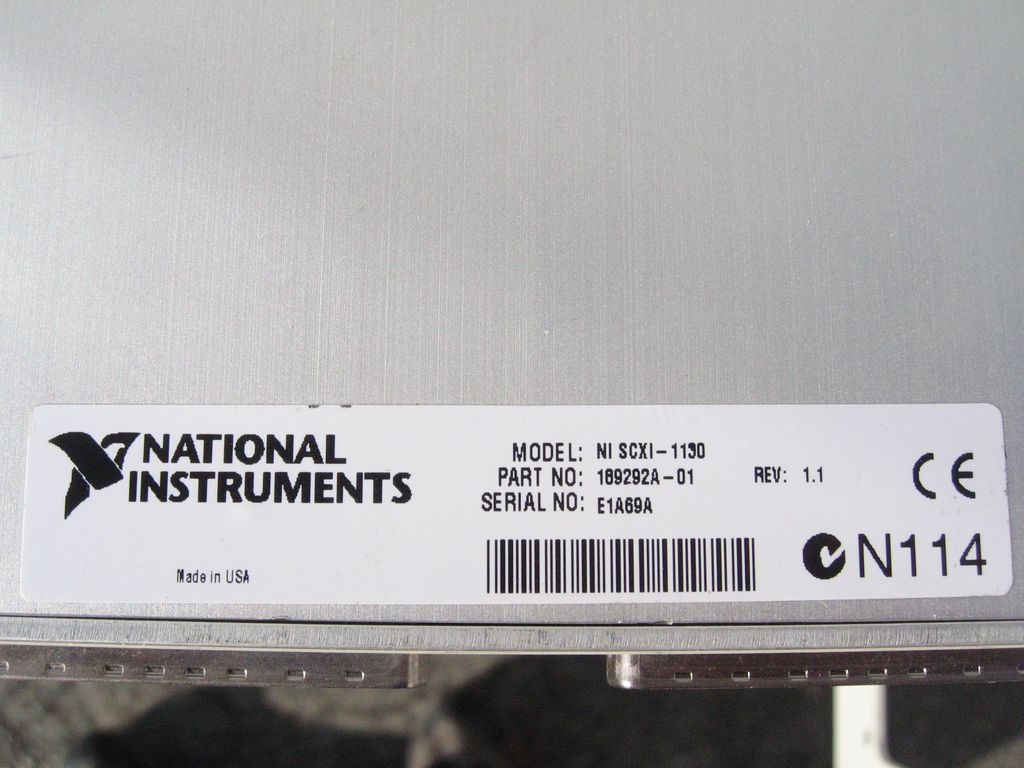 NATIONAL
INSTRUMENTS
MODEL: NI SCXI-1130
PART NO: 189292A-01 REV: 1.1
SERIAL NO: E1A69A
CE
N114
Made in USA